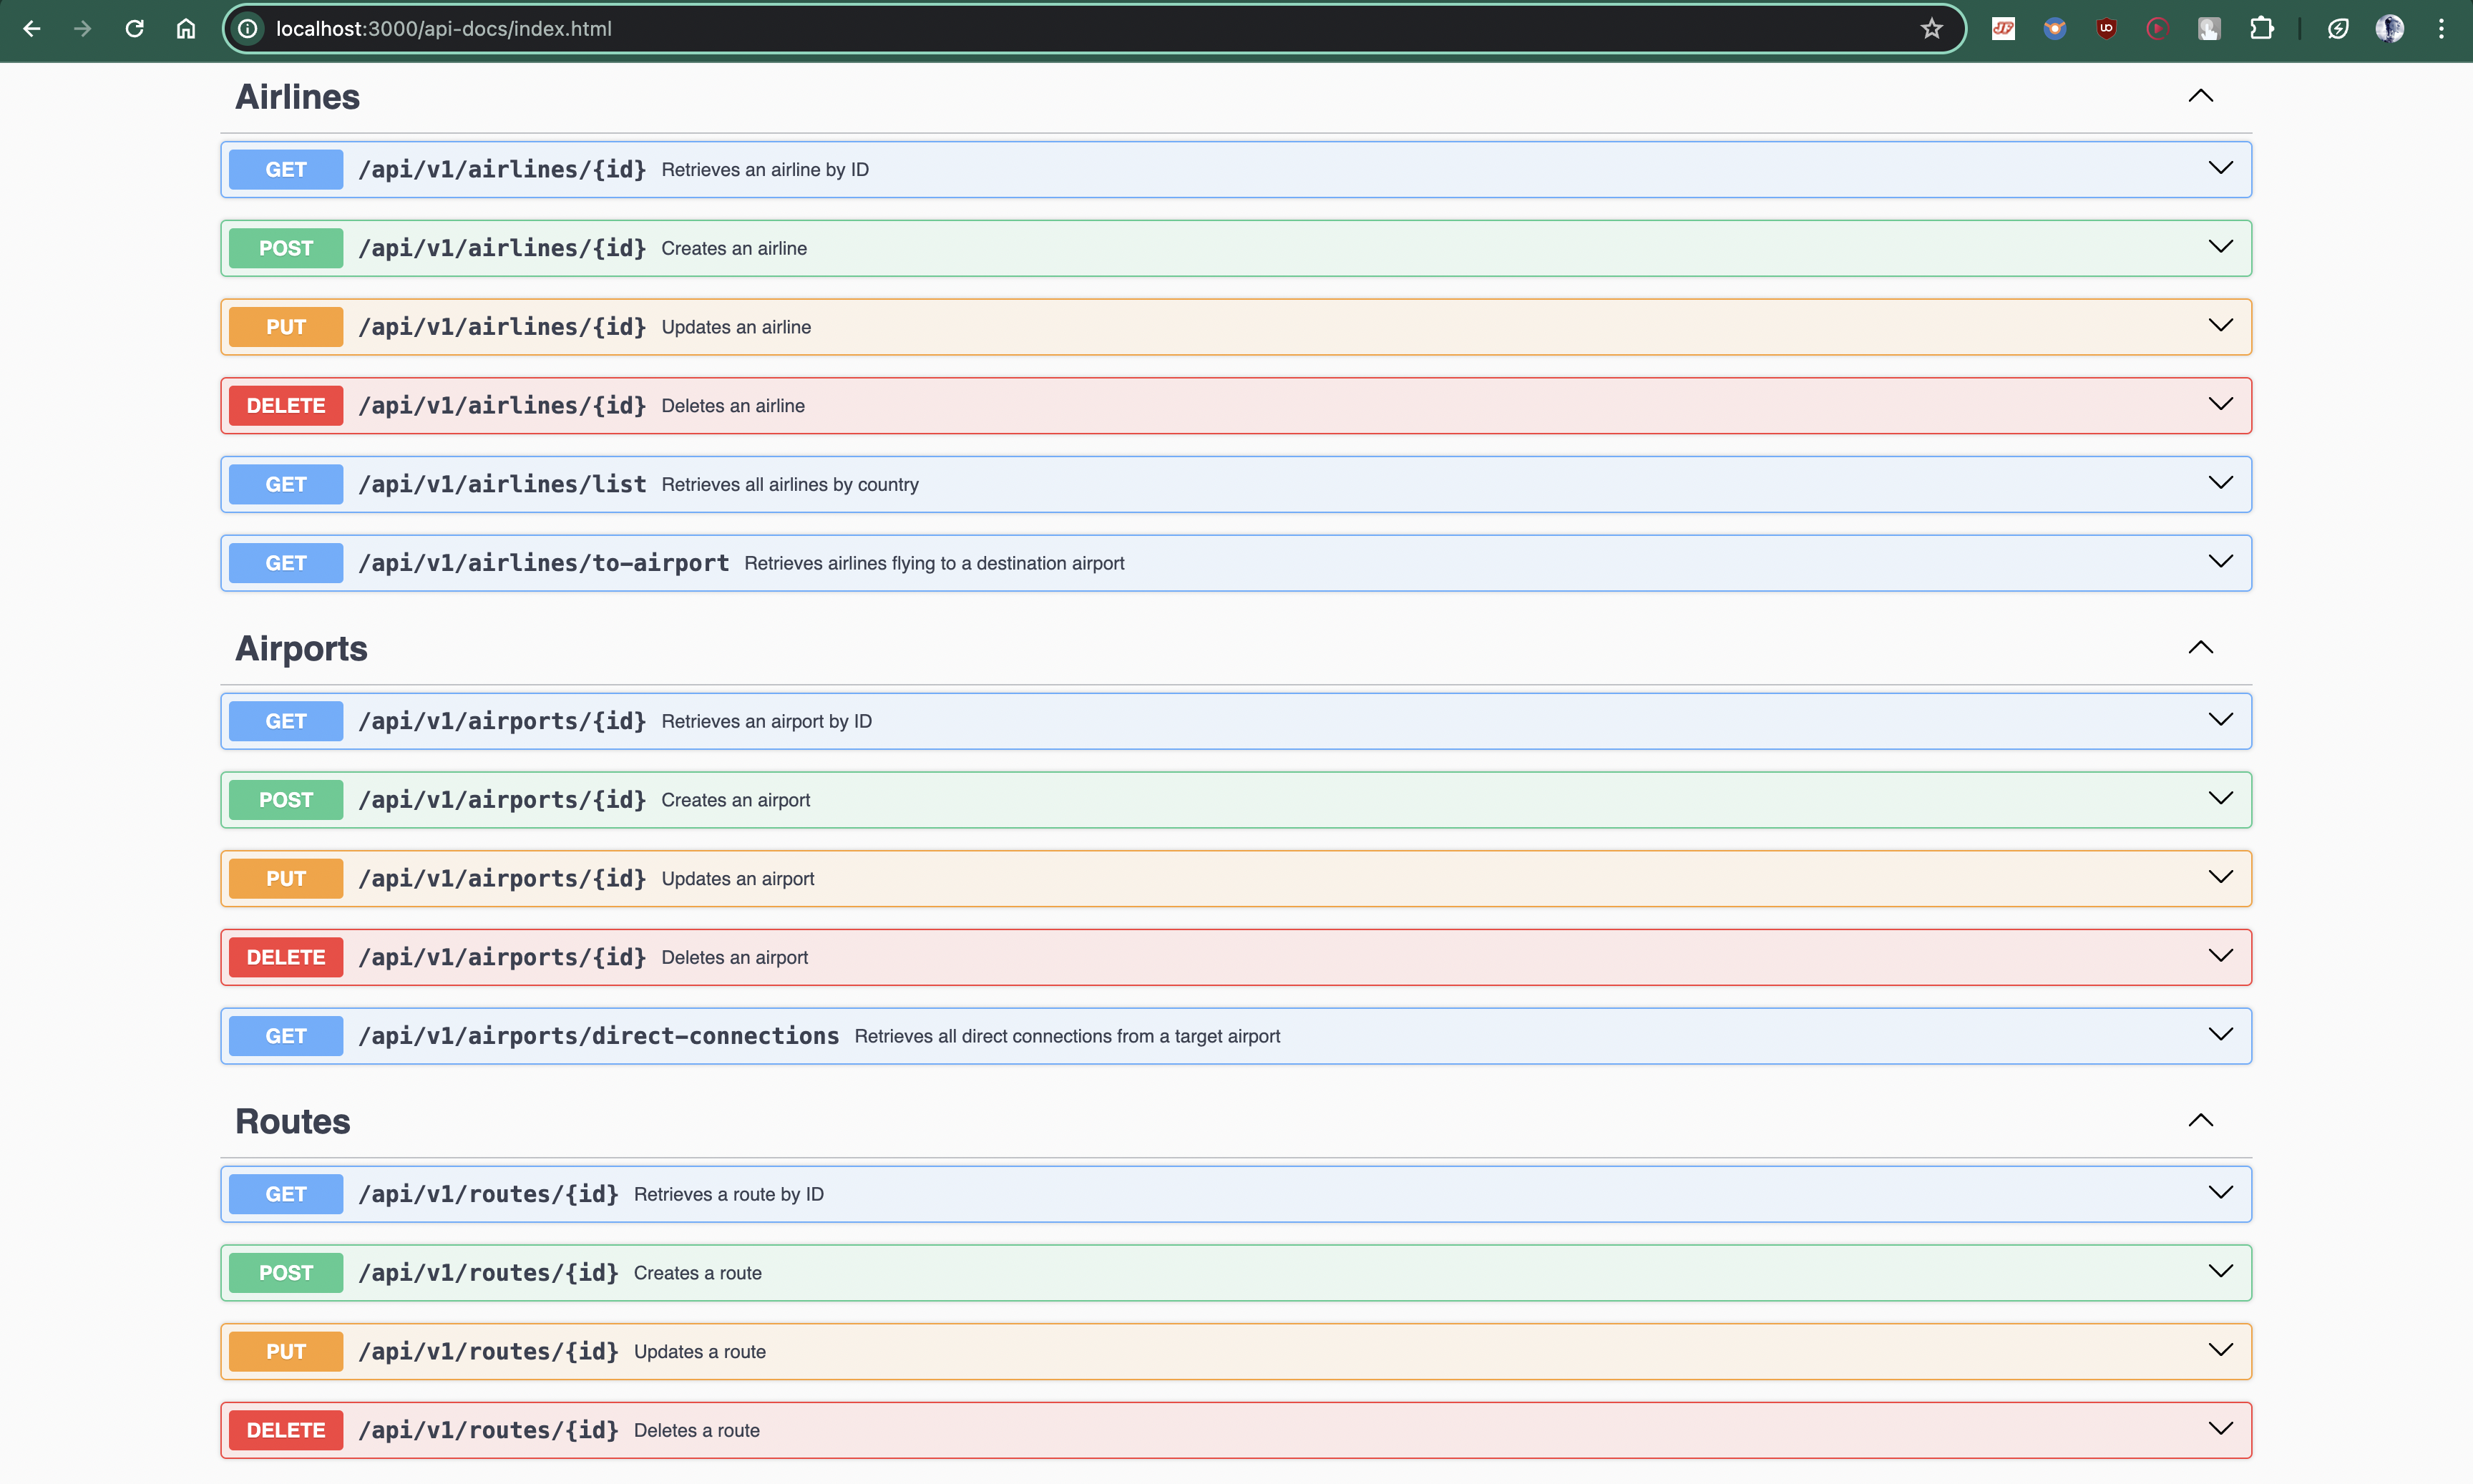 localhost:3000/api-docs/index.html
Airlines
GET /api/v1/airlines/{id} Retrieves an airline by ID
POST /api/v1/airlines/{id} Creates an airline
PUT /api/v1/airlines/{id} Updates an airline
DELETE /api/v1/airlines/{id} Deletes an airline
GET /api/v1/airlines/list Retrieves all airlines by country
GET /api/v1/airlines/to-airport Retrieves airlines flying to a destination airport
Airports
GET /api/v1/airports/{id} Retrieves an airport by ID
POST /api/v1/airports/{id} Creates an airport
PUT /api/v1/airports/{id} Updates an airport
DELETE /api/v1/airports/{id} Deletes an airport
GET /api/v1/airports/direct-connections Retrieves all direct connections from a target airport
Routes
GET /api/v1/routes/{id} Retrieves a route by ID
POST /api/v1/routes/{id} Creates a route
PUT /api/v1/routes/{id} Updates a route
DELETE /api/v1/routes/{id} Deletes a route